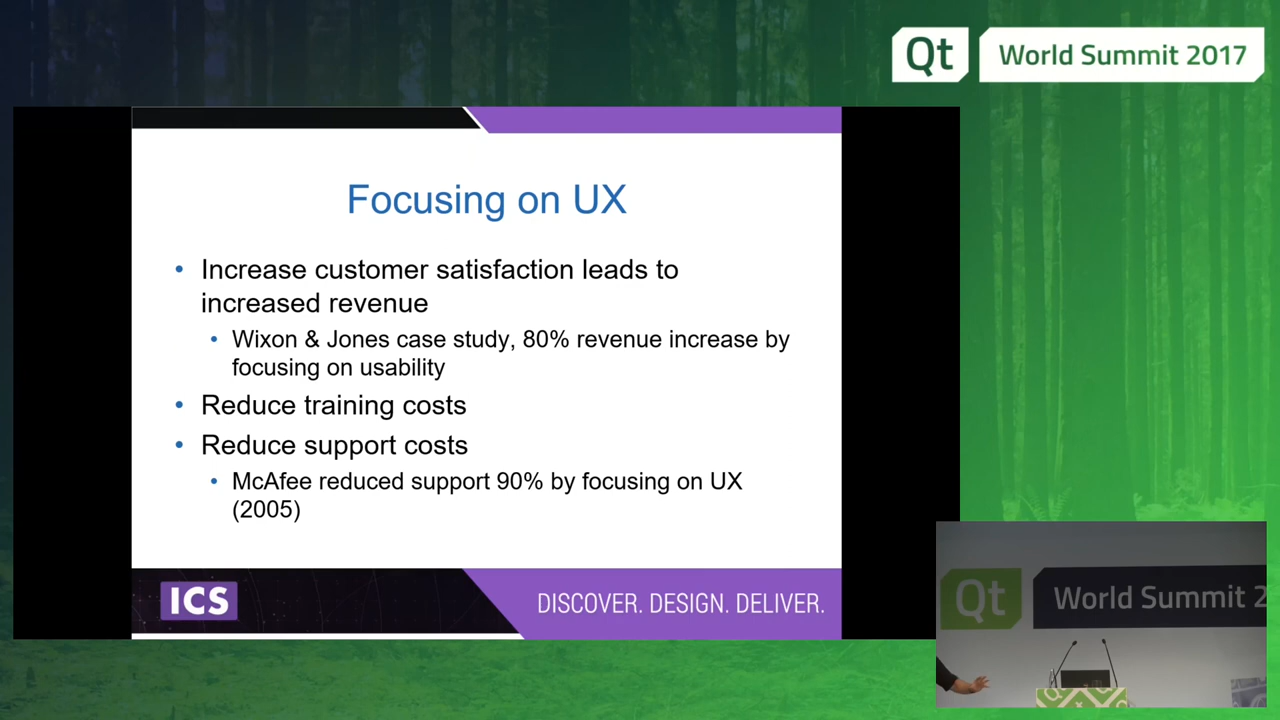 Qt World Summit 2017
Focusing on UX
• Increase customer satisfaction leads to
increased revenue
• Wixon & Jones case study, 80% revenue increase by
focusing on usability
• Reduce training costs
• Reduce support costs
• McAfee reduced support 90% by focusing on UX
(2005)
ICS
DISCOVER. DESIGN. DELIVER.
Qt World Summit 2